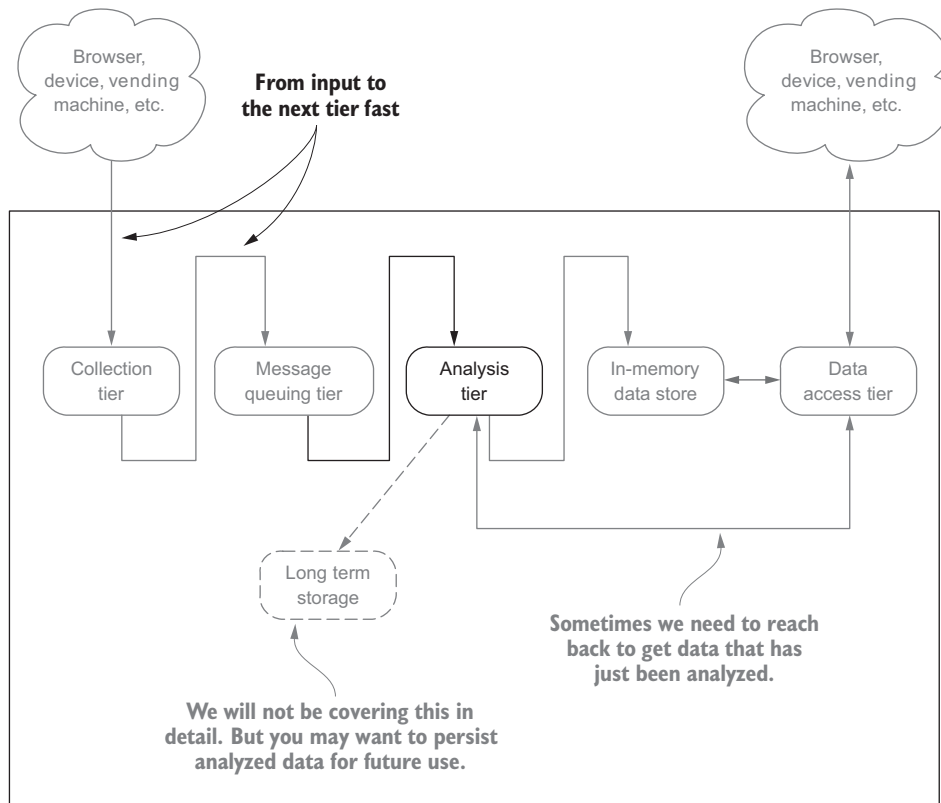 Browser,
device, vending
machine, etc.
From input to
the next tier fast
Browser,
device, vending
machine, etc.
Collection
tier
Message
queuing tier
Analysis
tier
In-memory
data store
Data
access tier
Long term
storage
Sometimes we need to reach
back to get data that has
just been analyzed.
We will not be covering this in
detail. But you may want to persist
analyzed data for future use.